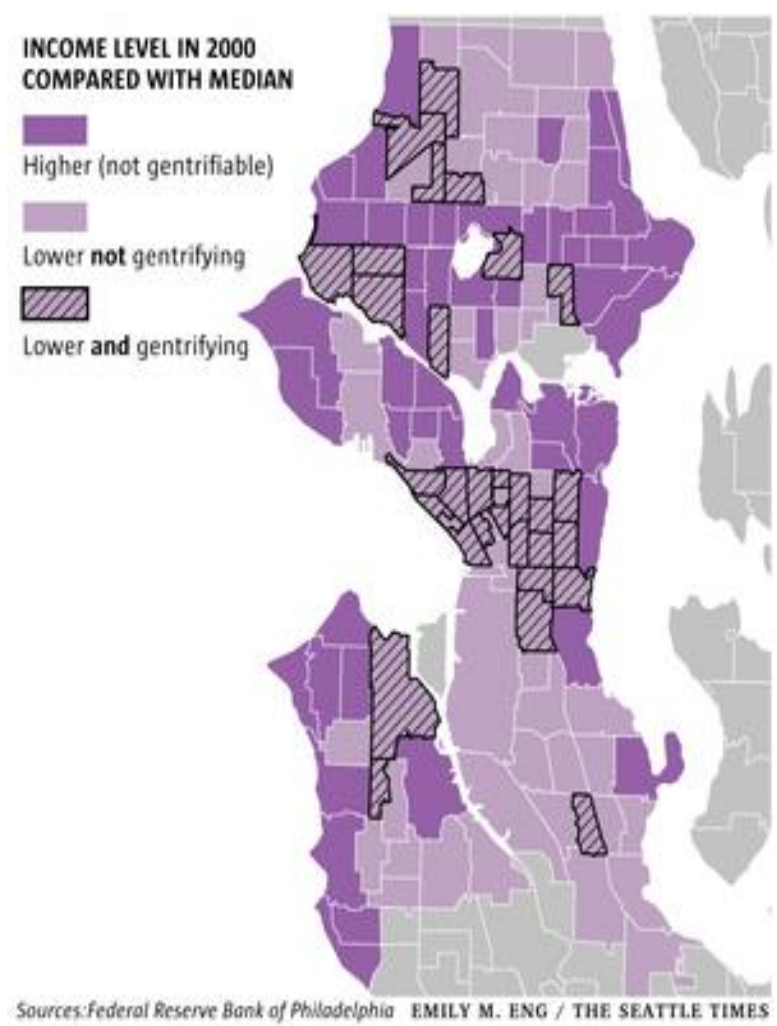 INCOME LEVEL IN 2000
COMPARED WITH MEDIAN
Higher (not gentrifiable)
Lower not gentrifying
Lower and gentrifying
Sources:Federal Reserve Bank of Philadelphia EMILY M. ENG / THE SEATTLE TIMES